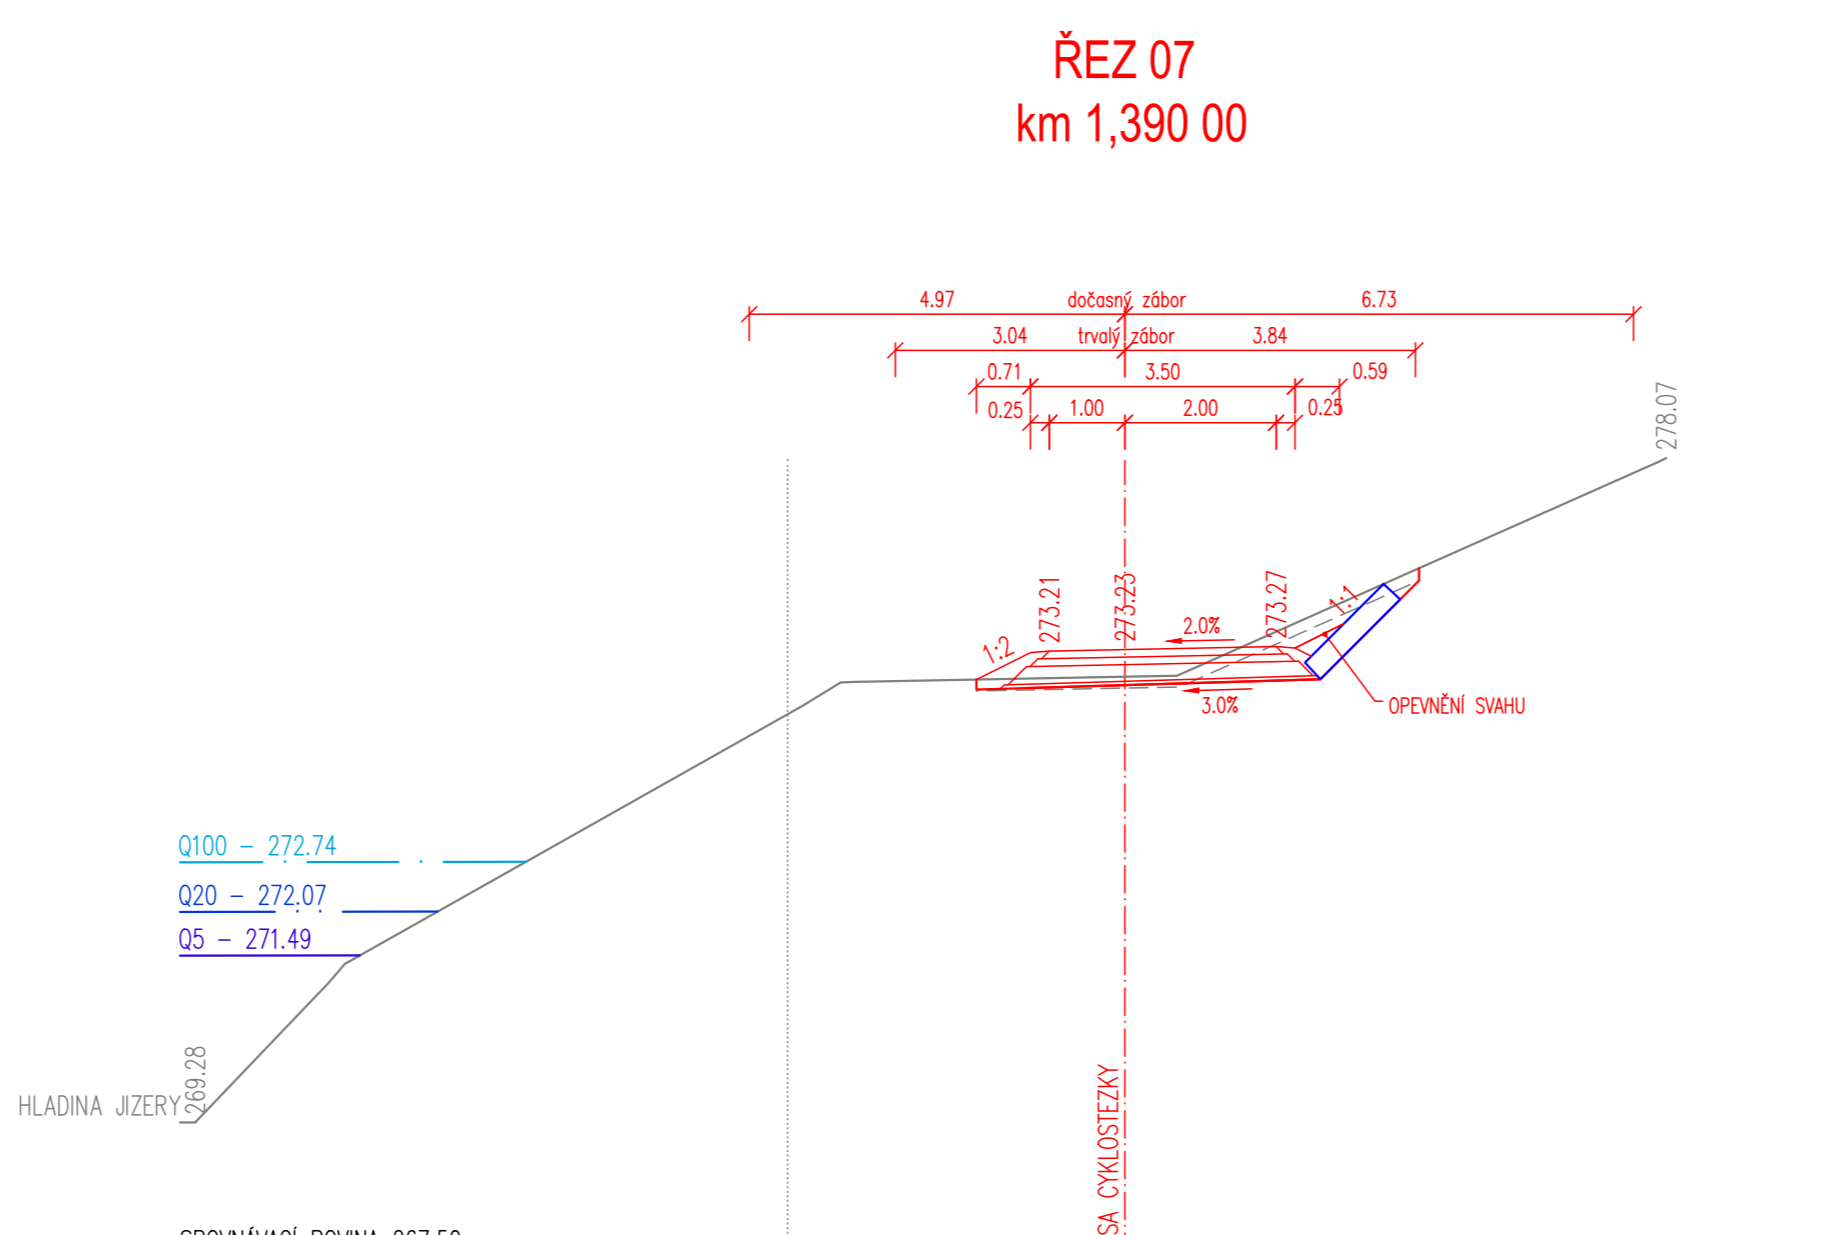 ŘEZ 07
km 1,390 00
4.97 dočasný zábor 6.73
3.04 trvalý zábor 3.84
0.71 3.50 0.59
0.25 1.00 2.00 0.25
278.07
273.21
273.23
273.27
1:2
2.0%
1:1
3.0%
OPEVNĚNÍ SVAHU
Q100 – 272.74
Q20 – 272.07
Q5 – 271.49
269.28
HLADINA JIZERY
SA CYKLOSTEZKY